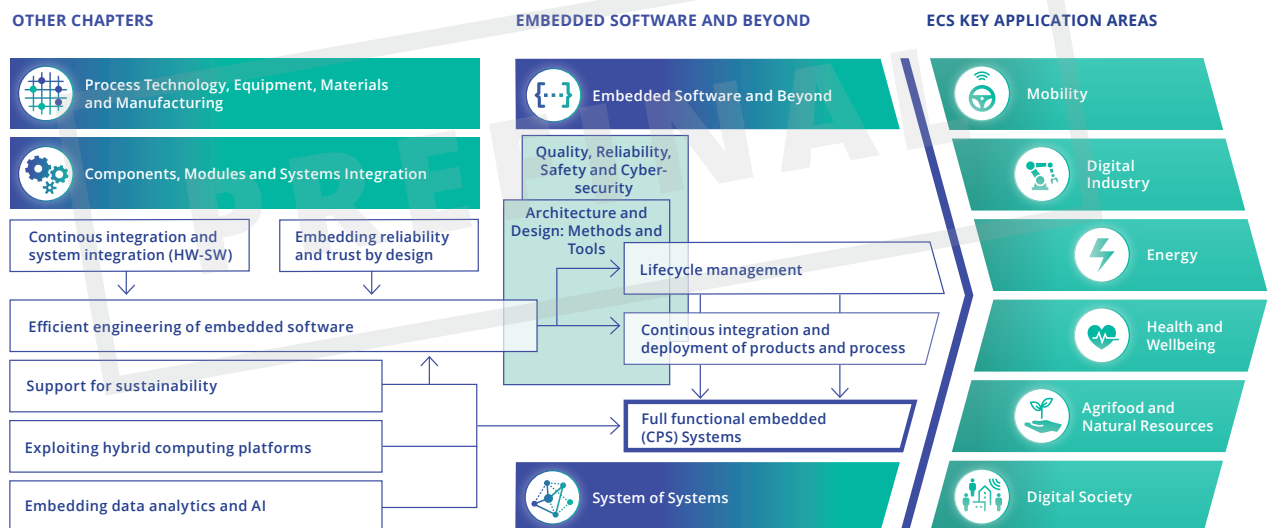 OTHER CHAPTERS
EMBEDDED SOFTWARE AND BEYOND
ECS KEY APPLICATION AREAS
Process Technology, Equipment, Materials
and Manufacturing
Components, Modules and Systems Integration
Continous integration and
system integration (HW-SW)
Embedding reliability
and trust by design
Efficient engineering of embedded software
Support for sustainability
Exploiting hybrid computing platforms
Embedding data analytics and AI
Embedded Software and Beyond
Quality, Reliability,
Safety and Cyber-
security
Architecture and
Design: Methods and
Tools
Lifecycle management
Continous integration and
deployment of products and process
Full functional embedded
(CPS) Systems
System of Systems
Mobility
Digital
Industry
Energy
Health and
Wellbeing
Agrifood and
Natural Resources
Digital Society
PREFINAL